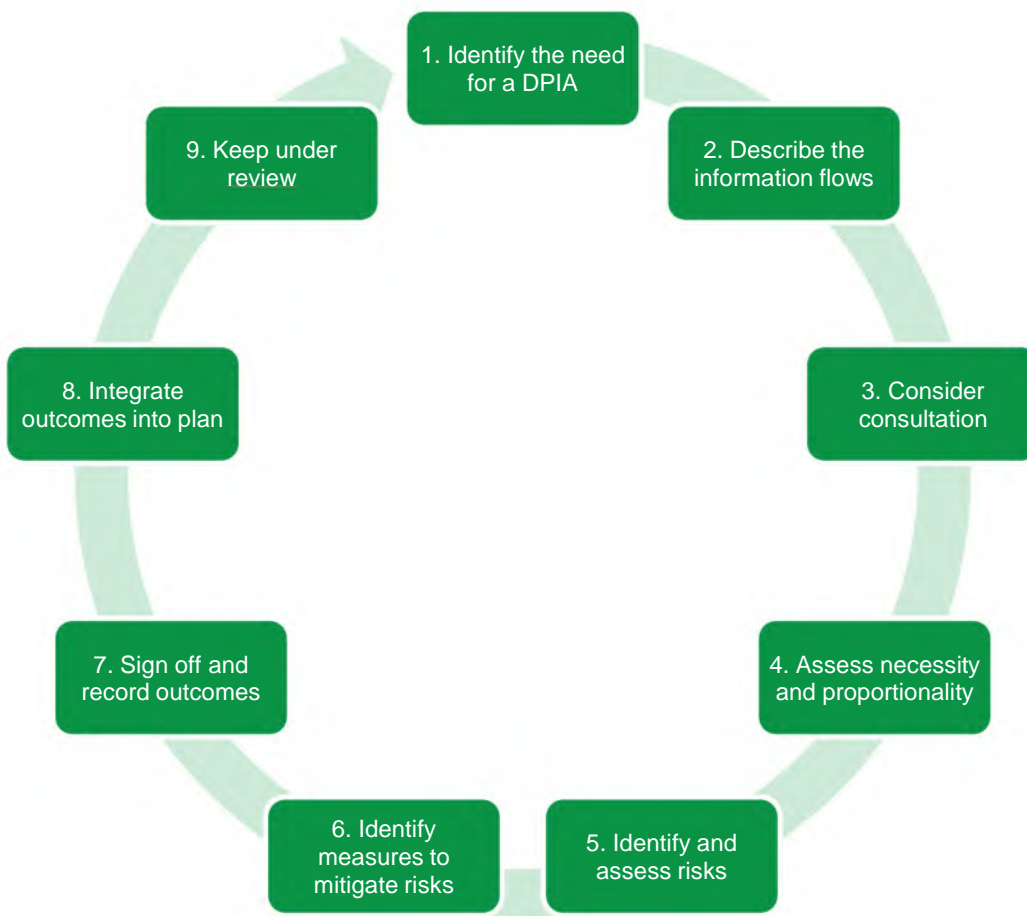 1. Identify the need
for a DPIA
2. Describe the
information flows
3. Consider
consultation
4. Assess necessity
and proportionality
5. Identify and
assess risks
6. Identify
measures to
mitigate risks
7. Sign off and
record outcomes
8. Integrate
outcomes into plan
9. Keep under
review